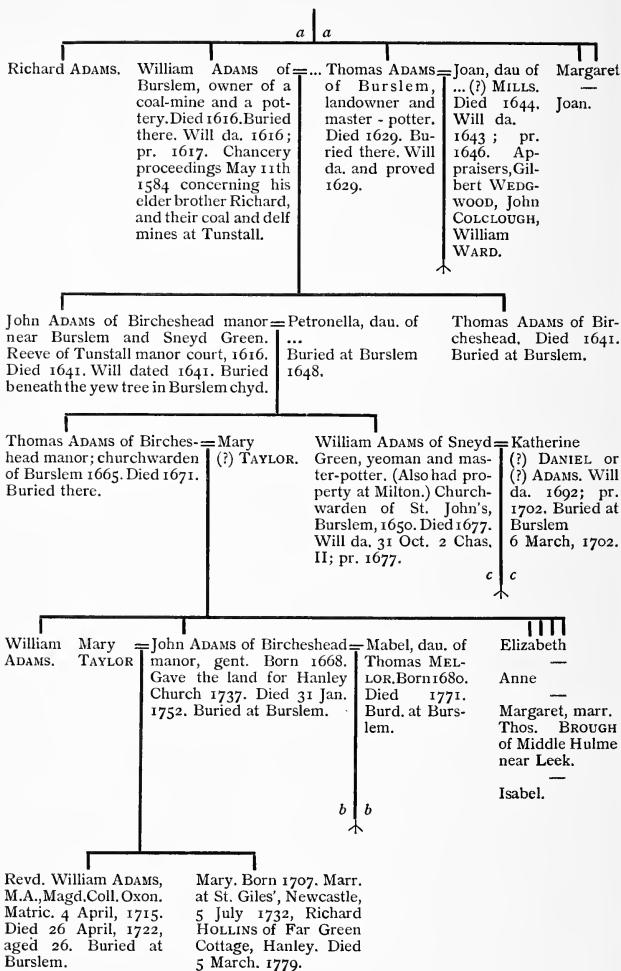 a a
Richard ADAMS.
William ADAMS of
Burslem, owner of a
coal-mine and a pot-
tery. Died 1616. Buried
there. Will da. 1616;
pr. 1617. Chancery
proceedings May 11th
1584 concerning his
elder brother Richard,
and their coal and delf
mines at Tunstall.
= ...
Thomas ADAMS
of Burslem,
landowner and
master-potter.
Died 1629. Bu-
ried there. Will
da. and proved
1629.
= Joan, dau of
... (?) MILLS.
Died 1644.
Will da.
1643; pr.
1646. Ap-
praisers, Gil-
bert WEDG-
WOOD, John
COLCLOUGH,
William
WARD.
Margaret
—
Joan.
John ADAMS of Bircheshead manor
near Burslem and Sneyd Green.
Reeve of Tunstall manor court, 1616.
Died 1641. Will dated 1641. Buried
beneath the yew tree in Burslem chyd.
= Petronella, dau. of
...
Buried at Burslem
1648.
Thomas ADAMS of Bir-
cheshead. Died 1641.
Buried at Burslem.
Thomas ADAMS of Birches-
head manor; churchwarden
of Burslem 1665. Died 1671.
Buried there.
= Mary
(?) TAYLOR.
William ADAMS of Sneyd
Green, yeoman and mas-
ter-potter. (Also had pro-
perty at Milton.) Church-
warden of St. John's,
Burslem, 1650. Died 1677.
Will da. 31 Oct. 2 Chas.
II; pr. 1677.
= Katherine
(?) DANIEL or
(?) ADAMS. Will
da. 1692; pr.
1702. Buried at
Burslem
6 March, 1702.
c c
William
ADAMS.
Mary
TAYLOR
= John ADAMS of Bircheshead
manor, gent. Born 1668.
Gave the land for Hanley
Church 1737. Died 31 Jan.
1752. Buried at Burslem.
= Mabel, dau. of
Thomas MEL-
LOR. Born 1680.
Died 1771.
Burd. at Burs-
lem.
Elizabeth
—
Anne
—
Margaret, marr.
Thos. BROUGH
of Middle Hulme
near Leek.
—
Isabel.
b b
Revd. William ADAMS,
M.A., Magd. Coll. Oxon.
Matric. 4 April, 1715.
Died 26 April, 1722,
aged 26. Buried at
Burslem.
Mary. Born 1707. Marr.
at St. Giles', Newcastle,
5 July 1732, Richard
HOLLINS of Far Green
Cottage, Hanley. Died
5 March. 1779.